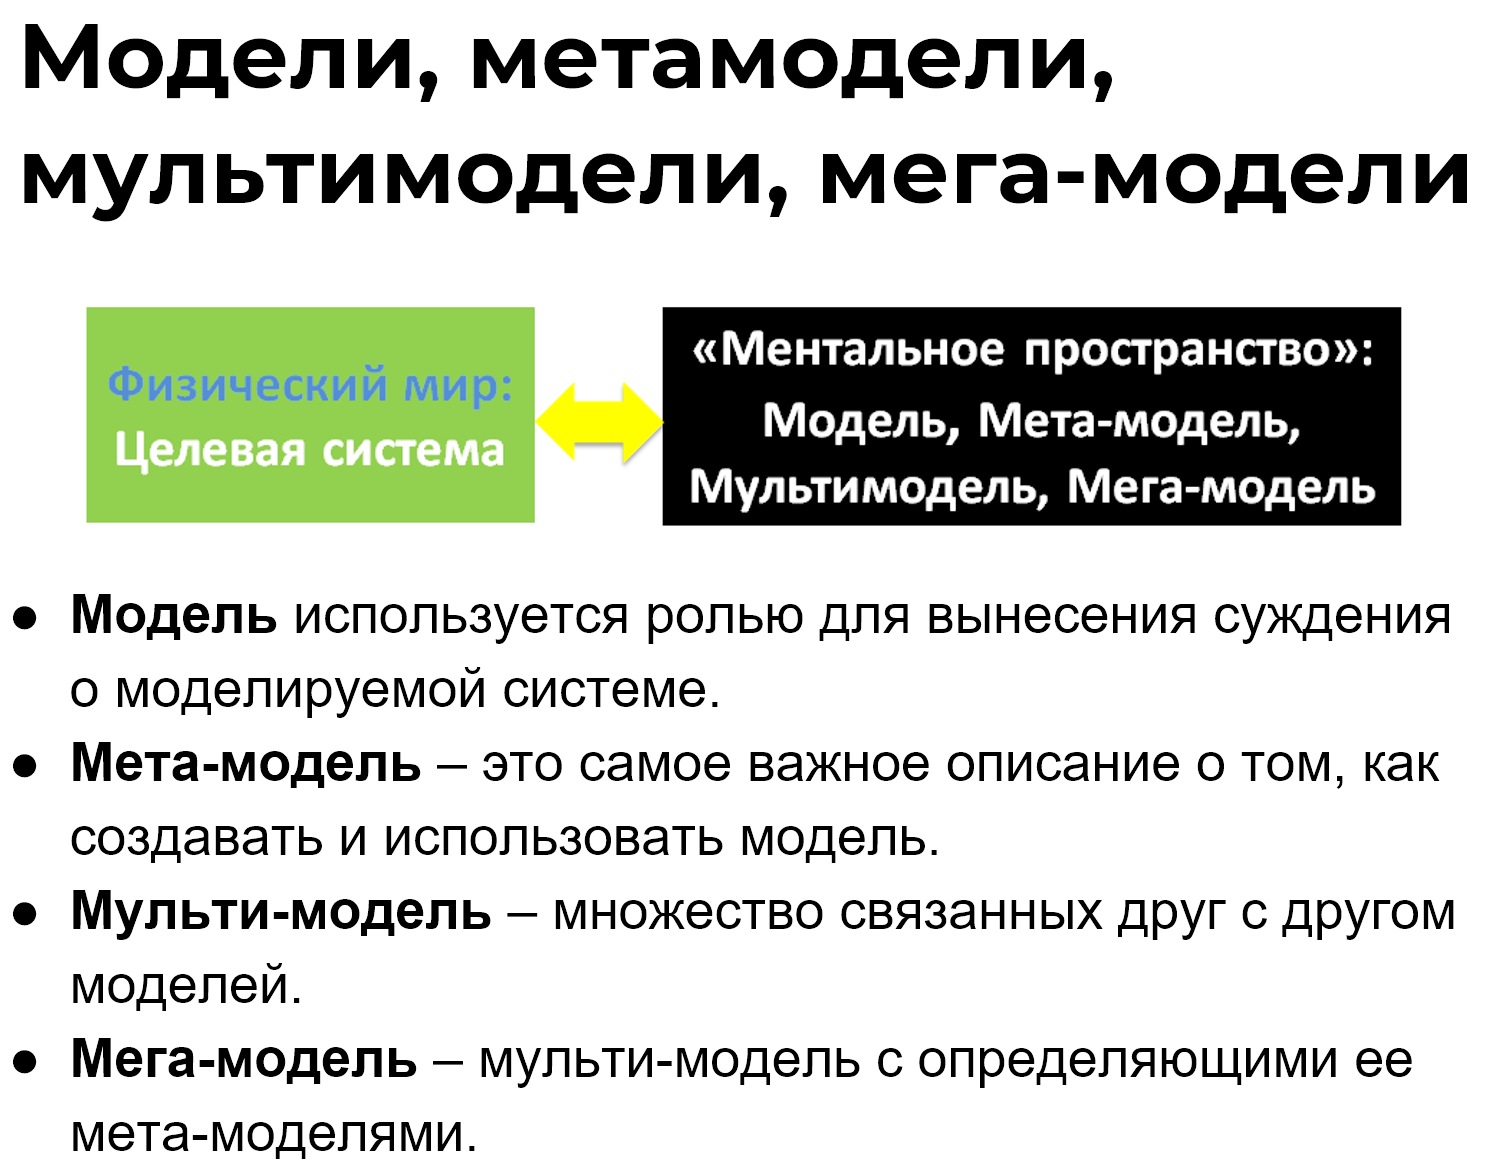 Модели, метамодели,
мультимодели, мега-модели
Физический мир:
Целевая система
«Ментальное пространство»:
Модель, Мета-модель,
Мультимодель, Мега-модель
● Модель используется ролью для вынесения суждения
о моделируемой системе.
● Мета-модель – это самое важное описание о том, как
создавать и использовать модель.
● Мульти-модель – множество связанных друг с другом
моделей.
● Мега-модель – мульти-модель с определяющими ее
мета-моделями.